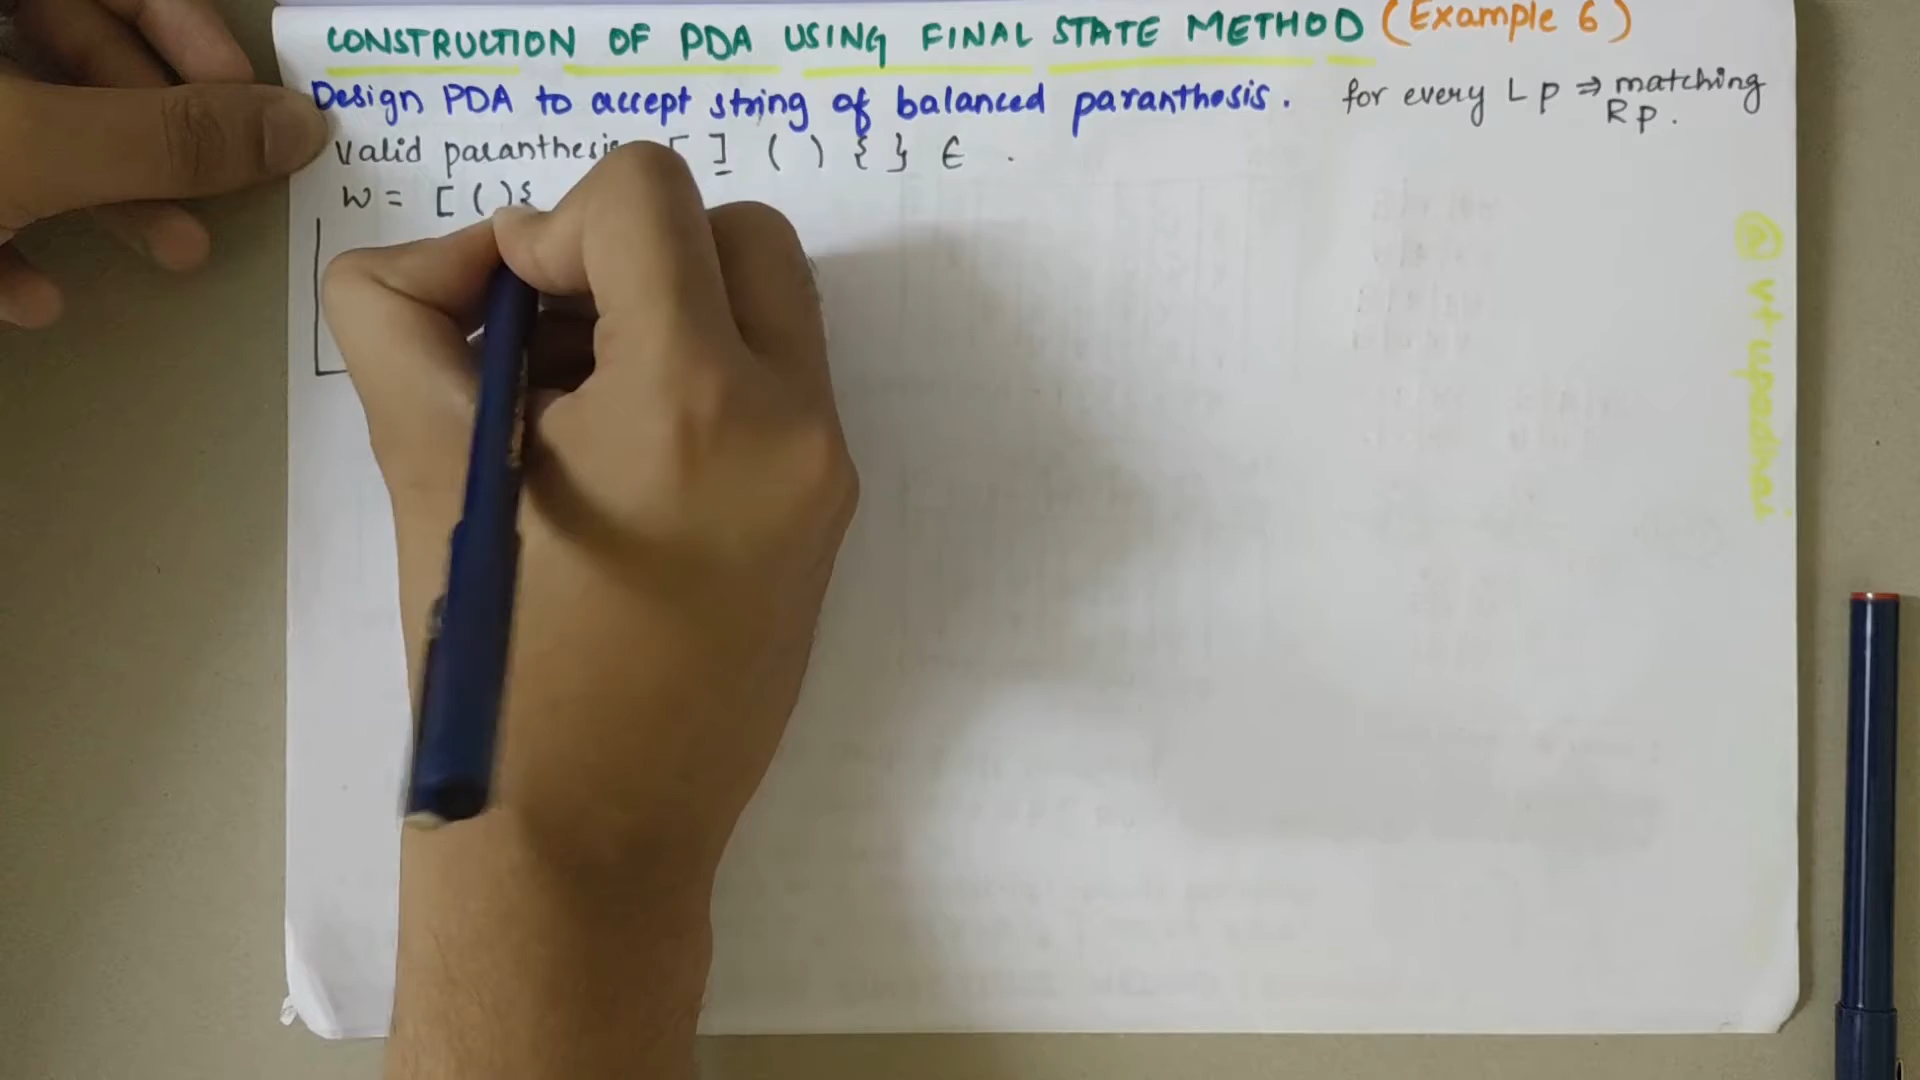 CONSTRUCTION OF PDA USING FINAL STATE METHOD (Example 6)
Design PDA to accept string of balanced paranthesis. for every LP ⇒ matching RP.
Valid paranthesis [ ] ( ) { } ∈ .
W = [ ( ) {
@ vtupadhai